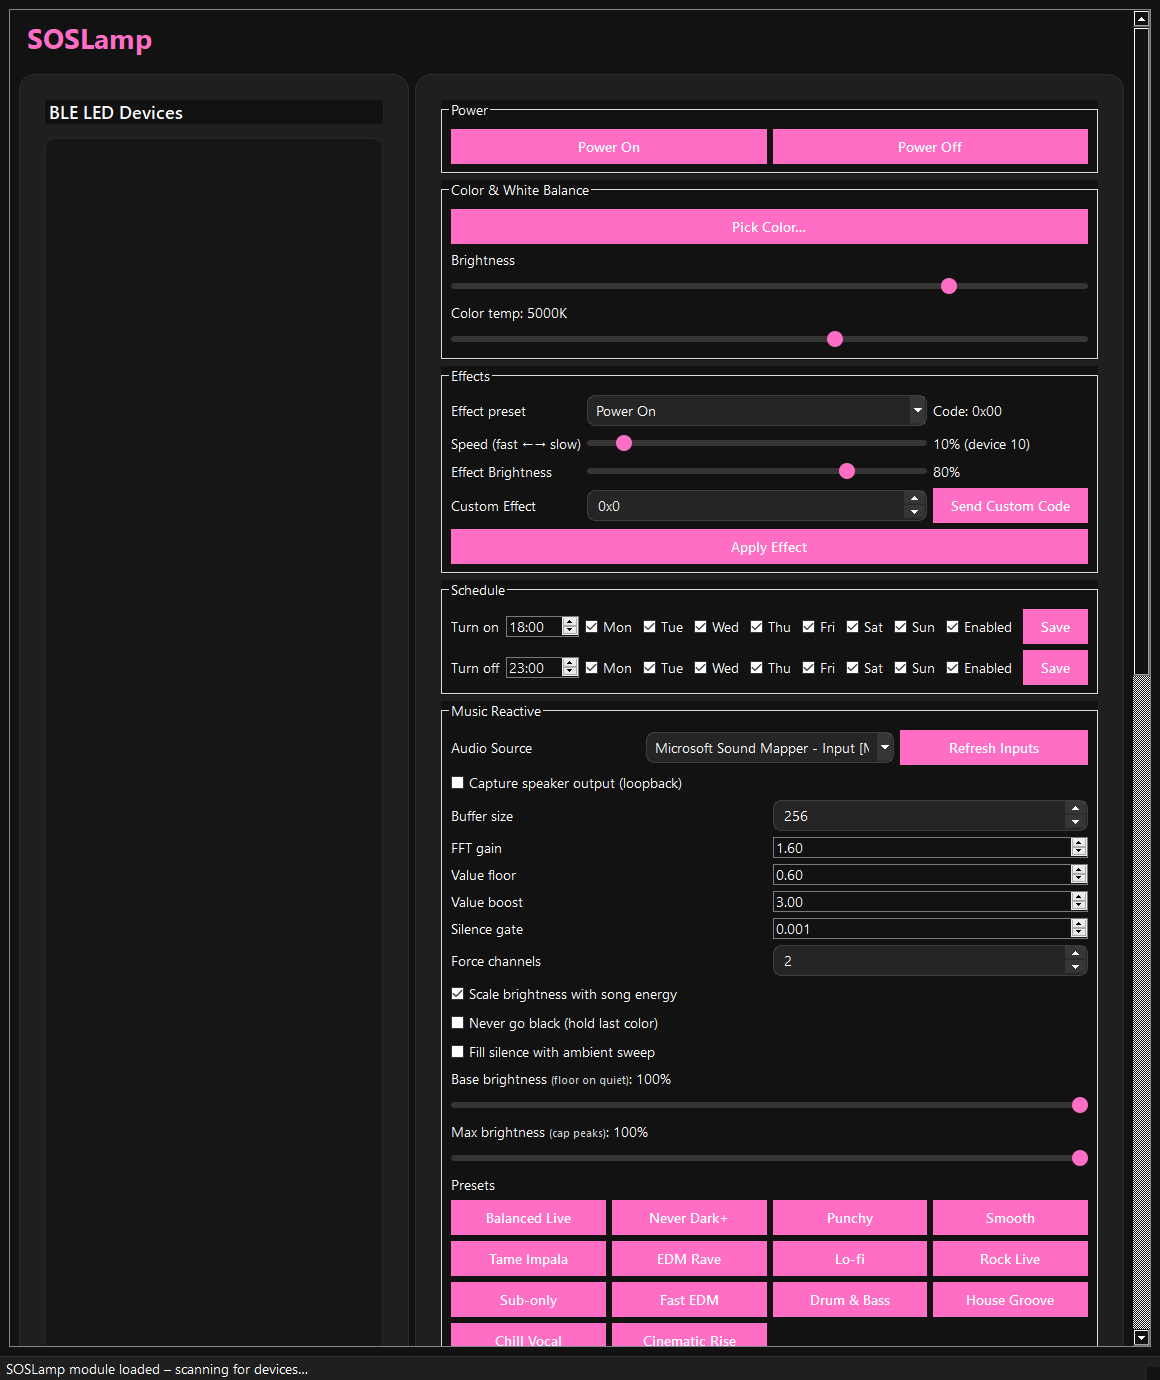 SOSLamp
BLE LED Devices
Power
Power On
Power Off
Color & White Balance
Pick Color...
Brightness
Color temp: 5000K
Effects
Effect preset
Power On
Code: 0x00
Speed (fast ←→ slow)
10% (device 10)
Effect Brightness
80%
Custom Effect
0x0
Send Custom Code
Apply Effect
Schedule
Turn on 18:00 Mon Tue Wed Thu Fri Sat Sun Enabled Save
Turn off 23:00 Mon Tue Wed Thu Fri Sat Sun Enabled Save
Music Reactive
Audio Source
Microsoft Sound Mapper - Input [
Refresh Inputs
Capture speaker output (loopback)
Buffer size
256
FFT gain
1.60
Value floor
0.60
Value boost
3.00
Silence gate
0.001
Force channels
2
Scale brightness with song energy
Never go black (hold last color)
Fill silence with ambient sweep
Base brightness (floor on quiet): 100%
Max brightness (cap peaks): 100%
Presets
Balanced Live
Never Dark+
Punchy
Smooth
Tame Impala
EDM Rave
Lo-fi
Rock Live
Sub-only
Fast EDM
Drum & Bass
House Groove
Chill Vocal
Cinematic Rise
SOSLamp module loaded – scanning for devices...